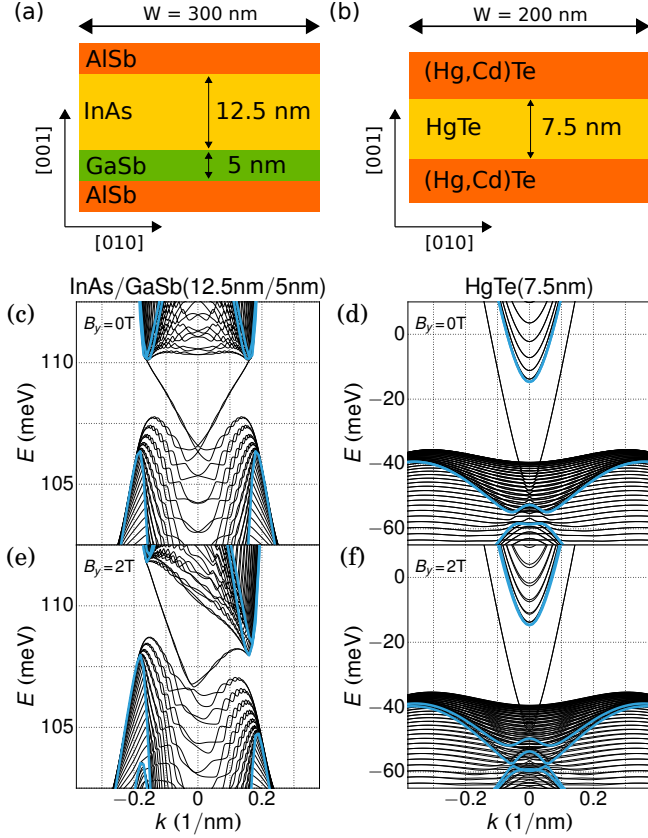 (a)
W = 300 nm
AlSb
InAs
12.5 nm
GaSb
5 nm
AlSb
[001]
[010]
(b)
W = 200 nm
(Hg,Cd)Te
HgTe
7.5 nm
(Hg,Cd)Te
[001]
[010]
InAs/GaSb(12.5nm/5nm)
(c)
B_y=0T
110
105
E (meV)
HgTe(7.5nm)
(d)
B_y=0T
0
−20
−40
−60
E (meV)
(e)
B_y=2T
110
105
E (meV)
−0.2 0 0.2
k (1/nm)
(f)
B_y=2T
0
−20
−40
−60
E (meV)
−0.2 0 0.2
k (1/nm)